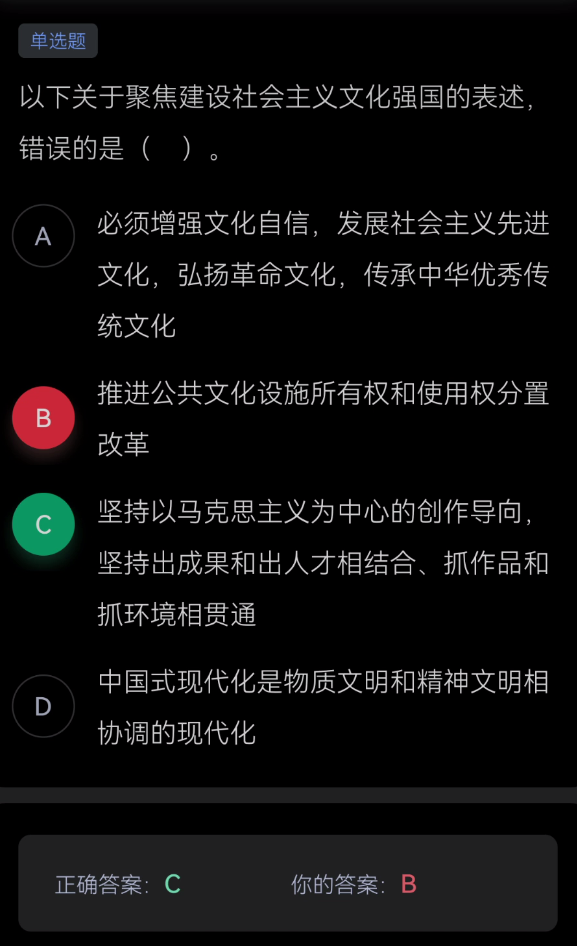 单选题
以下关于聚焦建设社会主义文化强国的表述，
错误的是（　）。
A
必须增强文化自信，发展社会主义先进
文化，弘扬革命文化，传承中华优秀传
统文化
B
推进公共文化设施所有权和使用权分置
改革
C
坚持以马克思主义为中心的创作导向，
坚持出成果和出人才相结合、抓作品和
抓环境相贯通
D
中国式现代化是物质文明和精神文明相
协调的现代化
正确答案：C 你的答案：B